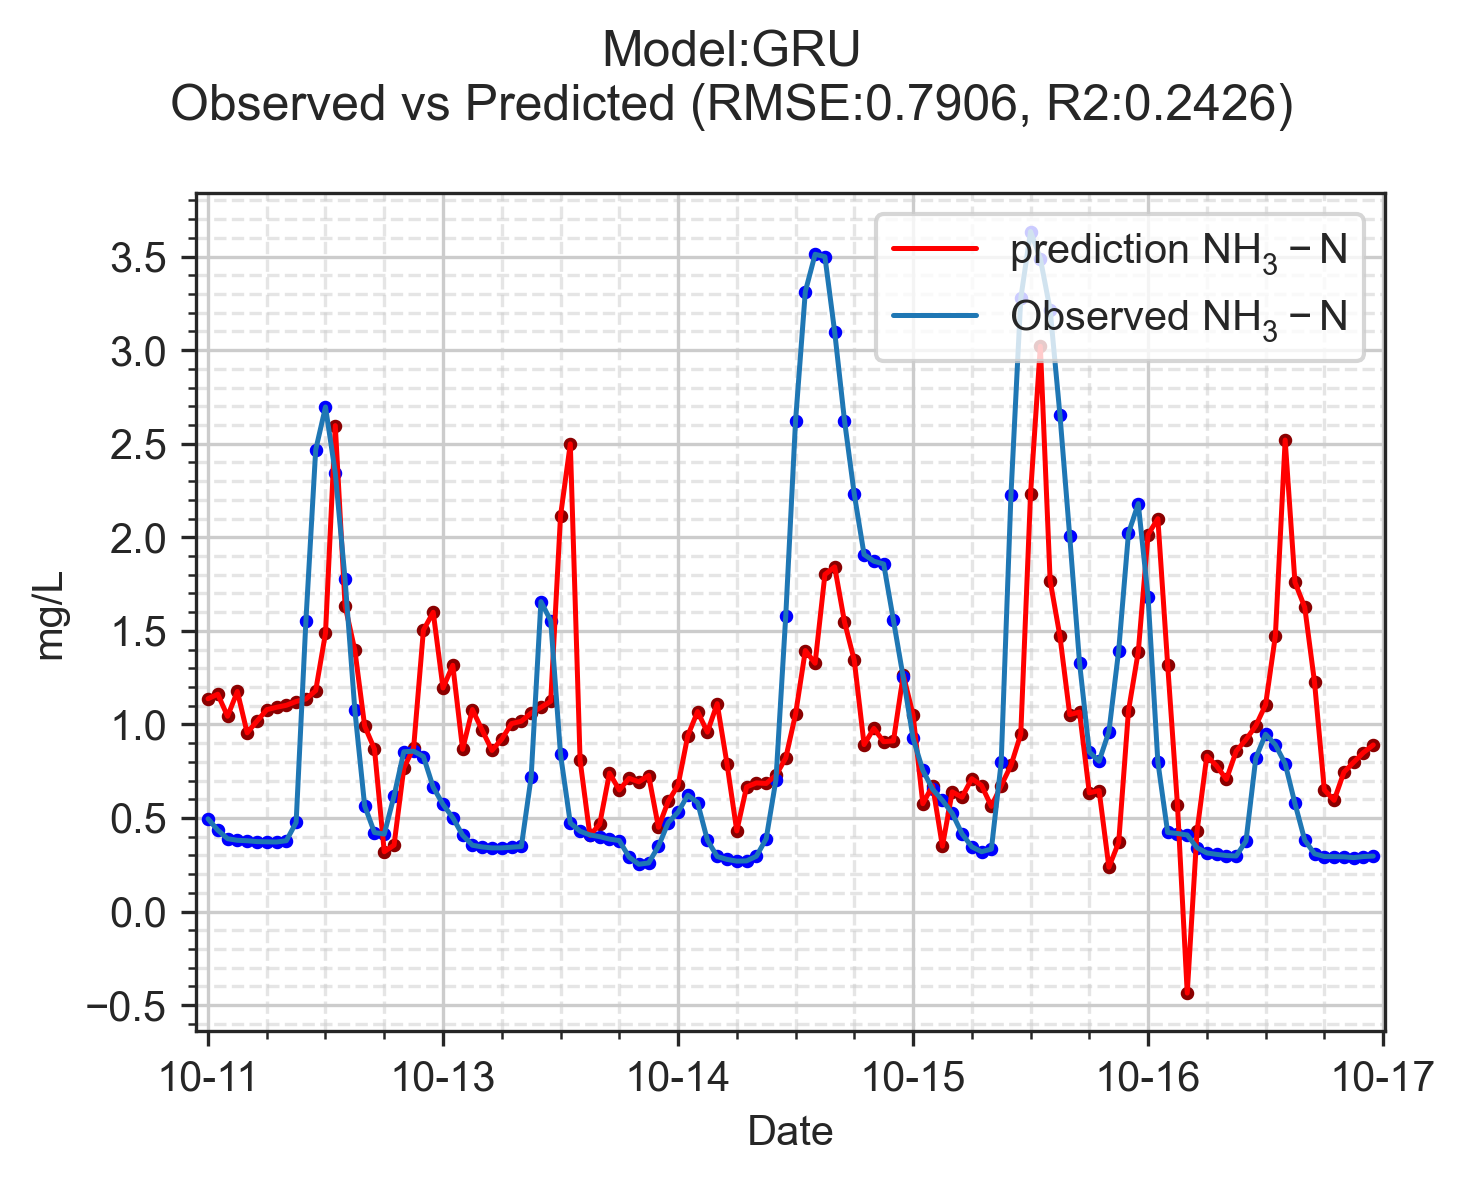 Model:GRU
Observed vs Predicted (RMSE:0.7906, R2:0.2426)
prediction NH₃ − N
Observed NH₃ − N
3.5
3.0
2.5
2.0
1.5
1.0
0.5
0.0
−0.5
mg/L
10-11 10-13 10-14 10-15 10-16 10-17
Date